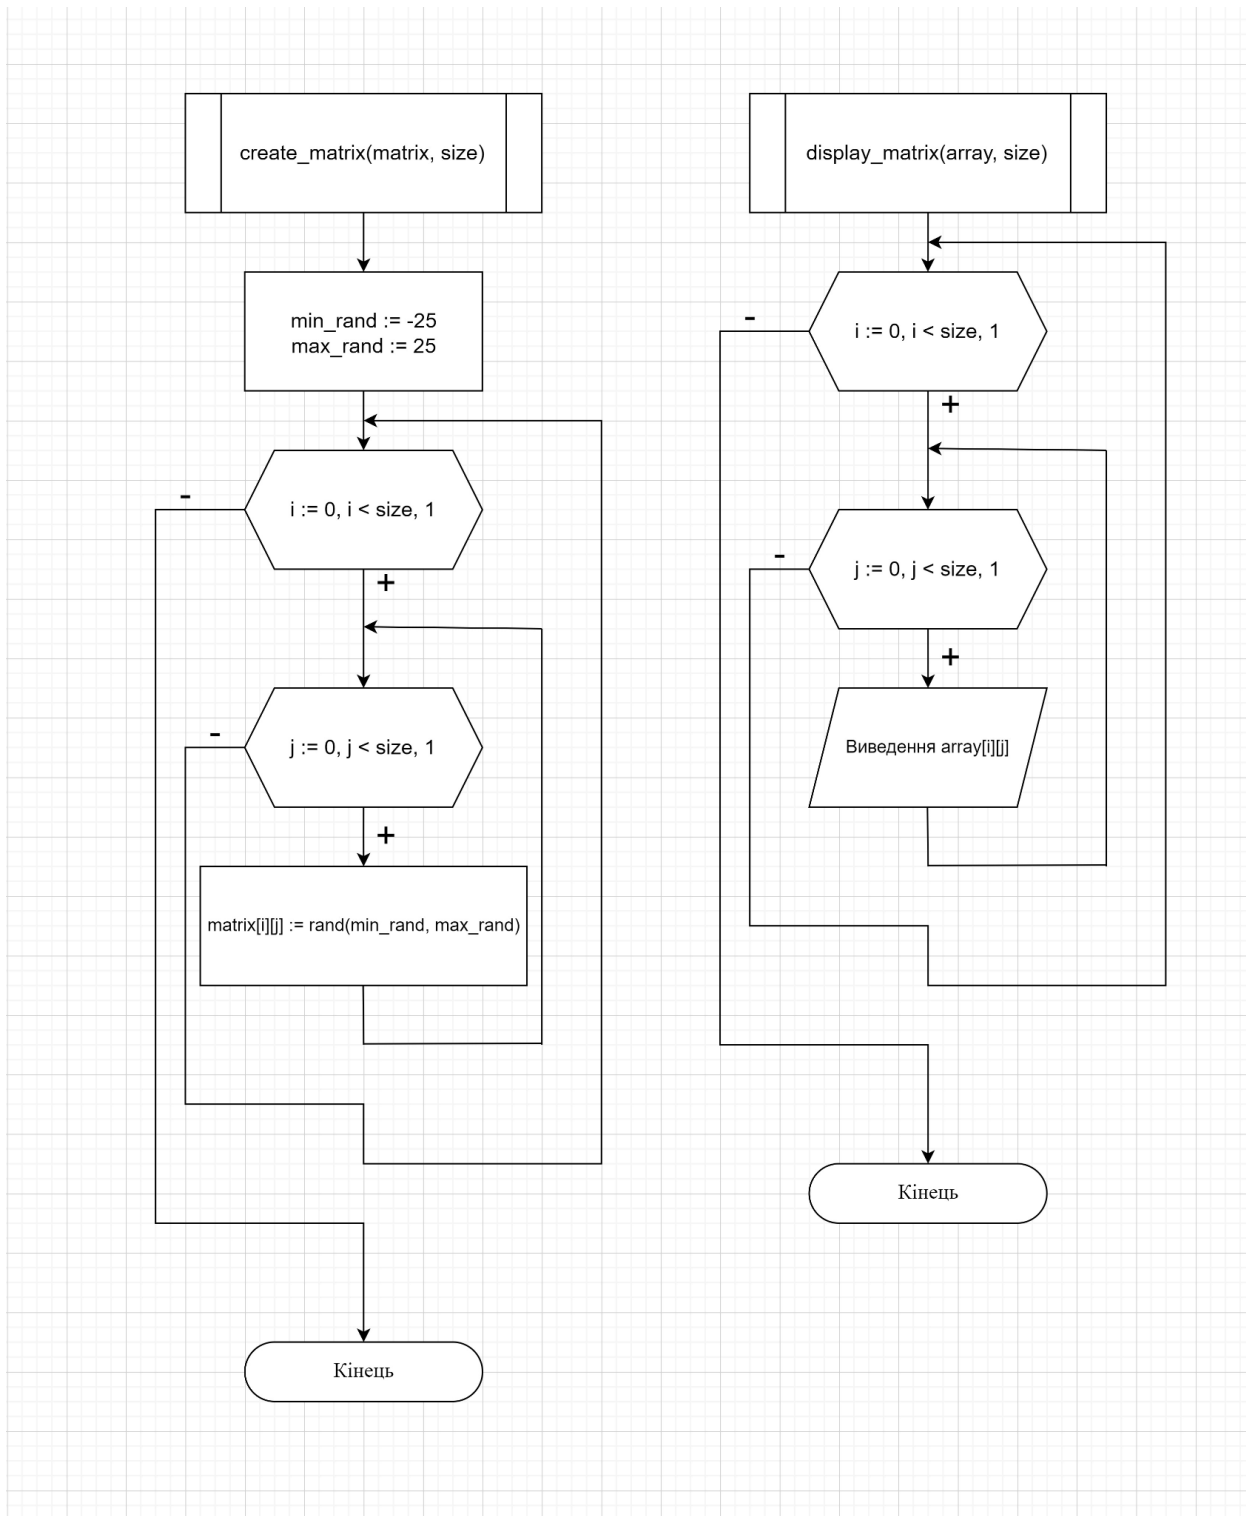 create_matrix(matrix, size)
min_rand := -25
max_rand := 25
i := 0, i < size, 1
-
+
j := 0, j < size, 1
-
+
matrix[i][j] := rand(min_rand, max_rand)
Кінець
display_matrix(array, size)
i := 0, i < size, 1
-
+
j := 0, j < size, 1
-
+
Виведення array[i][j]
Кінець